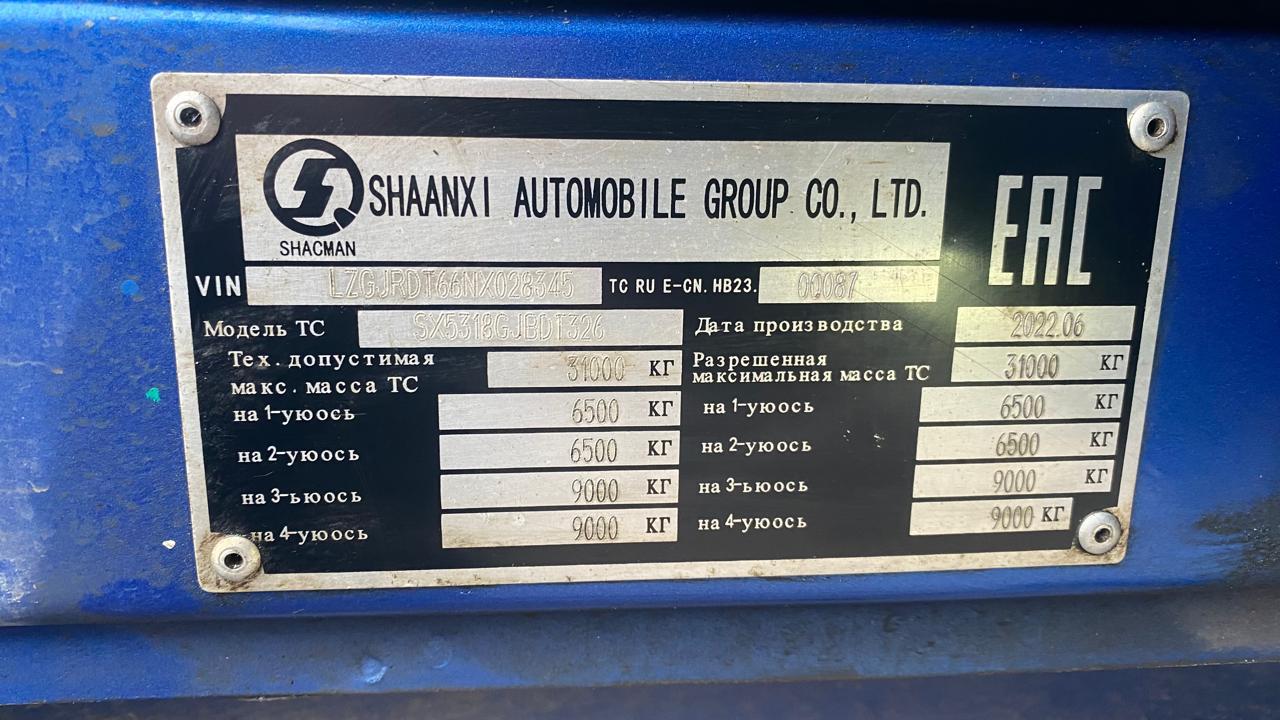 SHAANXI AUTOMOBILE GROUP CO., LTD.
SHACMAN
EAC
VIN LZGJRDT66NX028345 TC RU E-CN.HB23. 00087
Модель ТС SX5318GJBDT326 Дата производства 2022.06
Тех. допустимая макс. масса ТС 31000 КГ Разрешенная максимальная масса ТС 31000 КГ
на 1-уюось 6500 КГ на 1-уюось 6500 КГ
на 2-уюось 6500 КГ на 2-уюось 6500 КГ
на 3-ьюось 9000 КГ на 3-ьюось 9000 КГ
на 4-уюось 9000 КГ на 4-уюось 9000 КГ